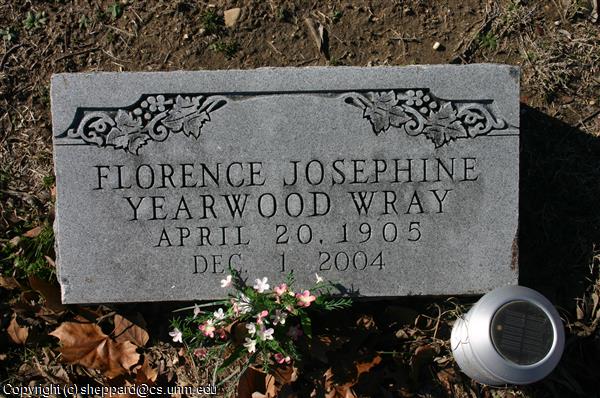 FLORENCE JOSEPHINE
YEARWOOD WRAY
APRIL 20, 1905
DEC. 1, 2004
Copyright (c) sheppard@cs.unm.edu